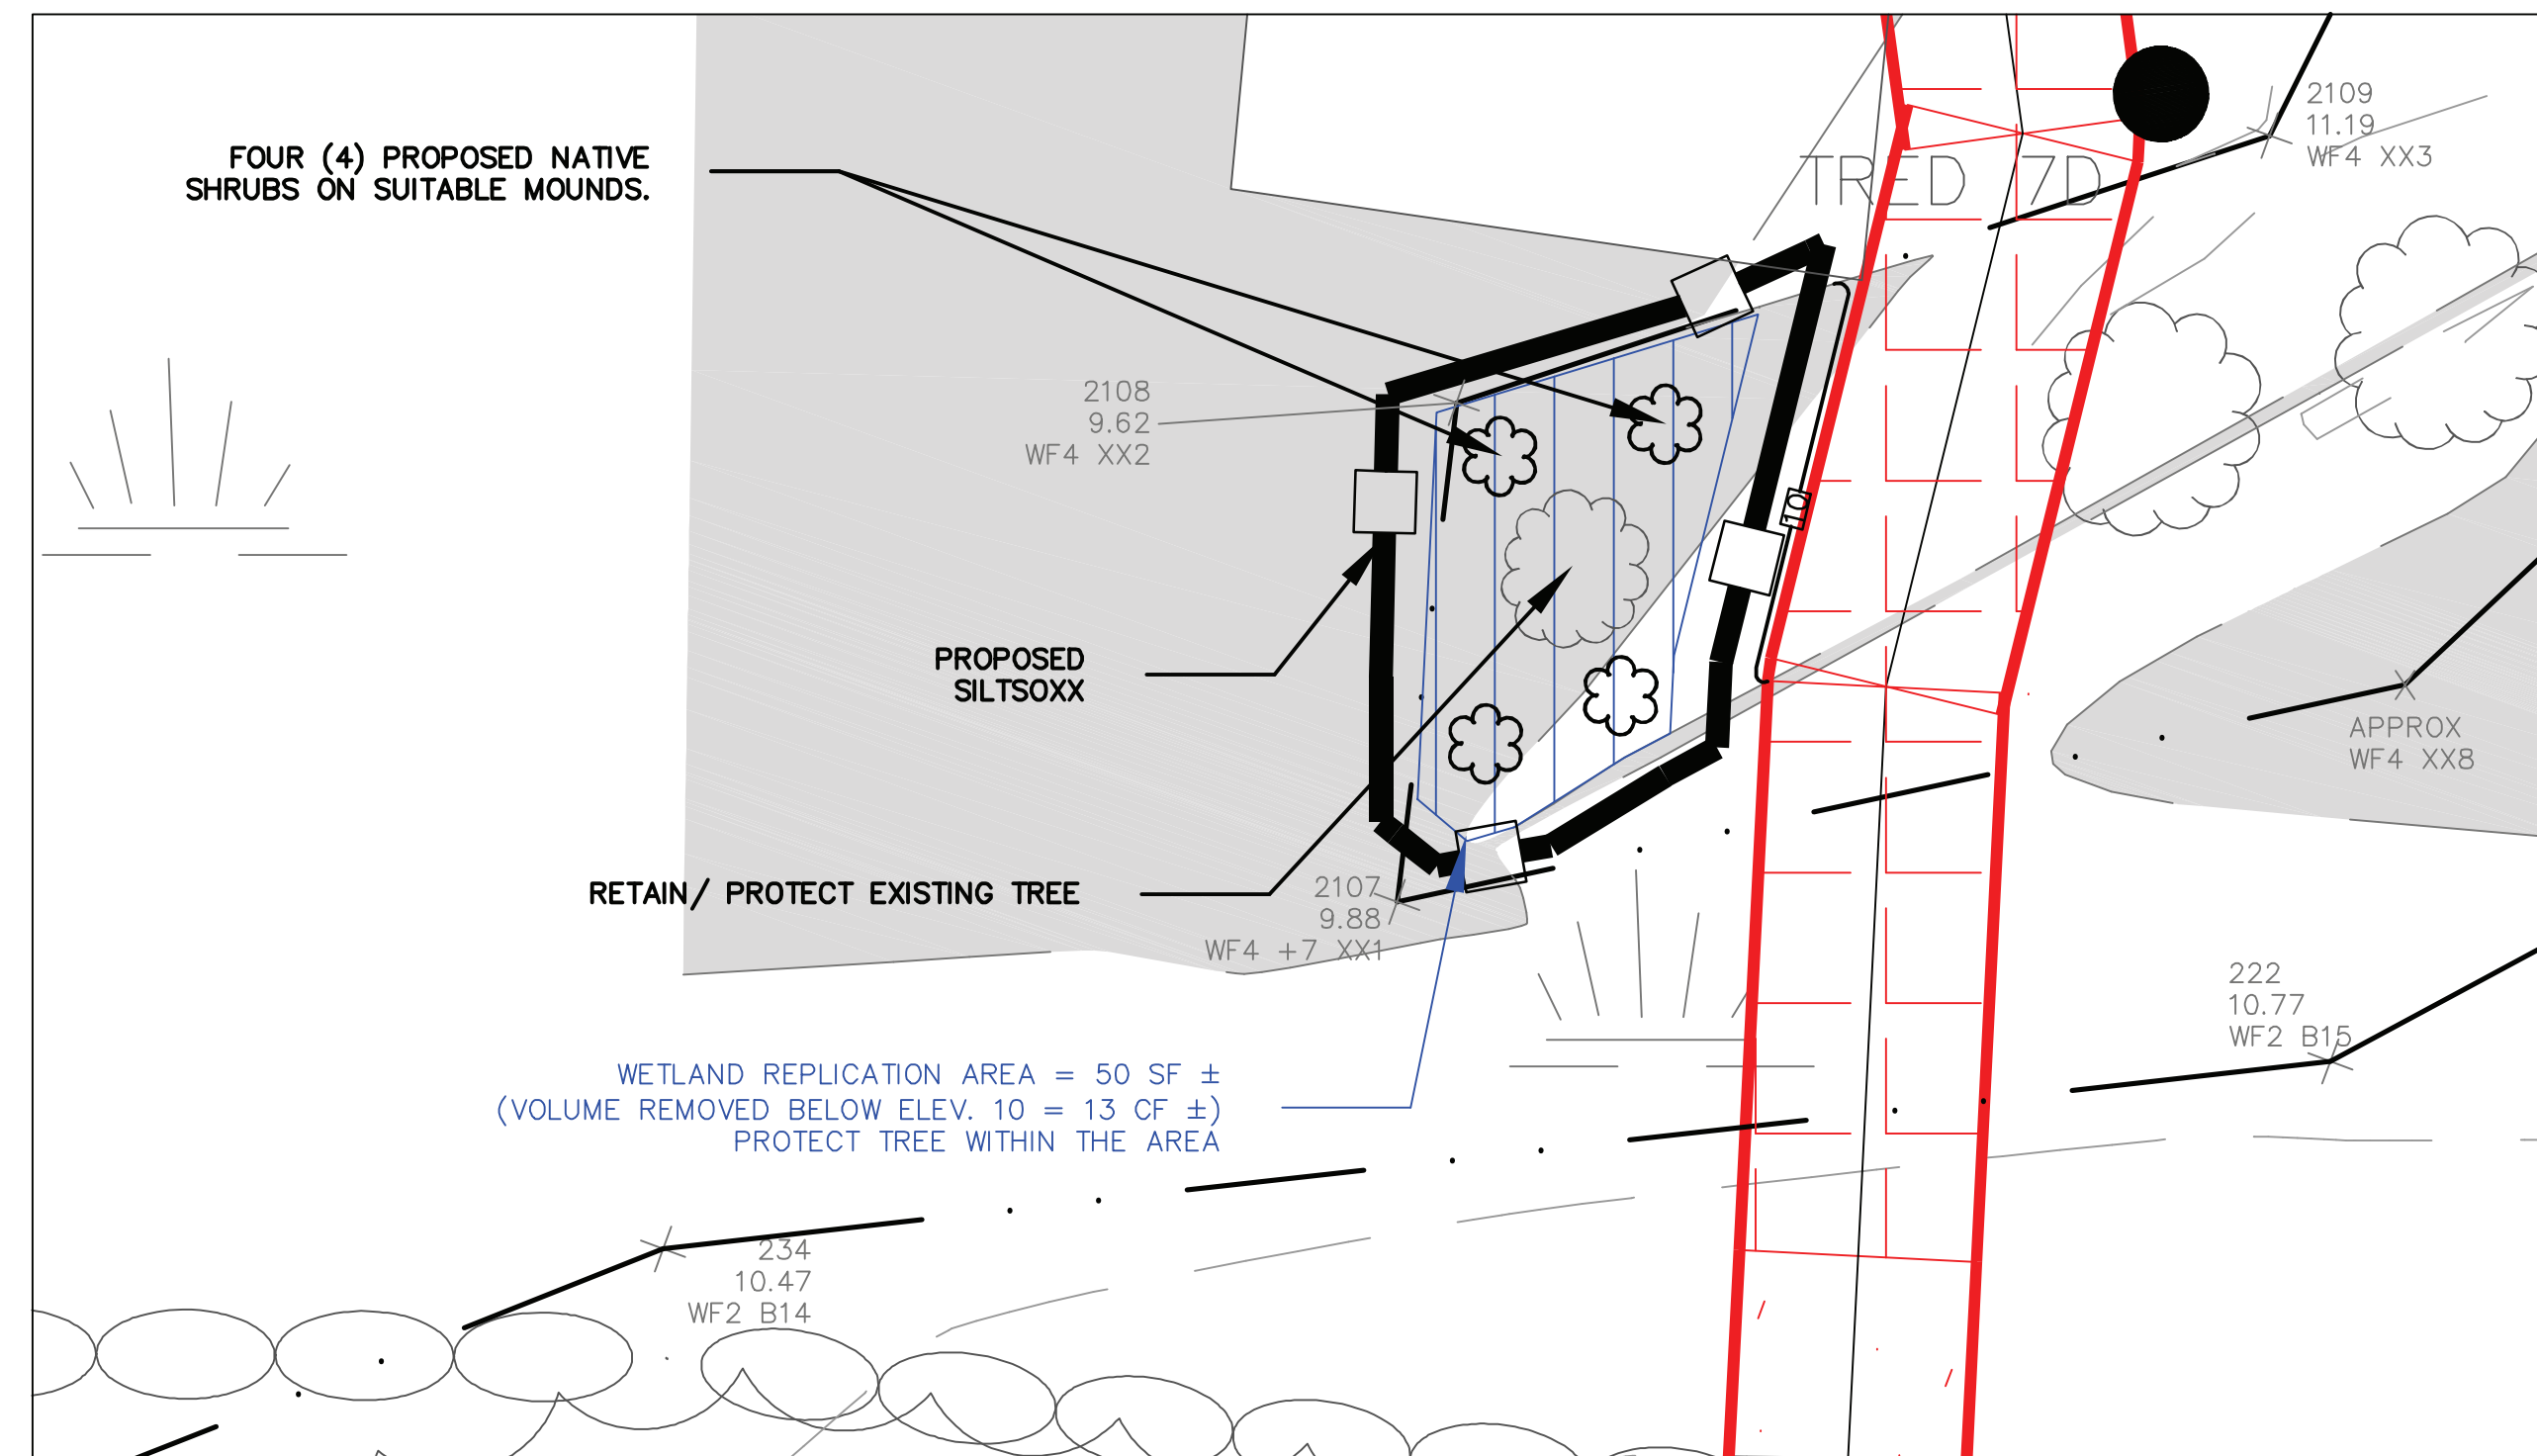 FOUR (4) PROPOSED NATIVE
SHRUBS ON SUITABLE MOUNDS.
2109
11.19
WF4 XX3
TRED 7D
2108
9.62
WF4 XX2
10
PROPOSED
SILTSOXX
APPROX
WF4 XX8
RETAIN/ PROTECT EXISTING TREE
2107
9.88
WF4 +7 XX1
222
10.77
WF2 B15
WETLAND REPLICATION AREA = 50 SF ±
(VOLUME REMOVED BELOW ELEV. 10 = 13 CF ±)
PROTECT TREE WITHIN THE AREA
234
10.47
WF2 B14